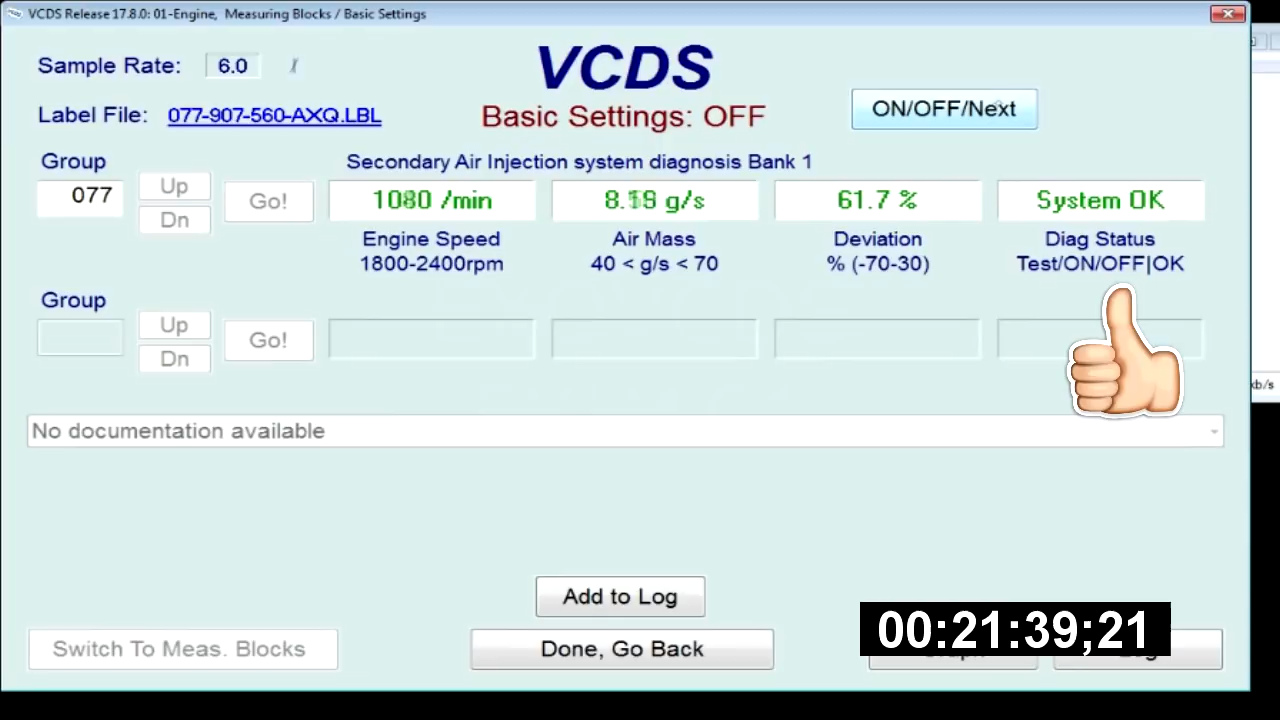 VCDS Release 17.8.0: 01-Engine, Measuring Blocks / Basic Settings
Sample Rate: 6.0
VCDS
Label File: 077-907-560-AXQ.LBL
Basic Settings: OFF
ON/OFF/Next
Group
Secondary Air Injection system diagnosis Bank 1
077
Up
Dn
Go!
1080 /min
g/s
61.7 %
System OK
Engine Speed
1800-2400rpm
Air Mass
40 < g/s < 70
Deviation
% (-70-30)
Diag Status
Test/ON/OFF|OK
Group
Up
Dn
Go!
kb/s
No documentation available
Add to Log
00:21:39;21
Switch To Meas. Blocks
Done, Go Back